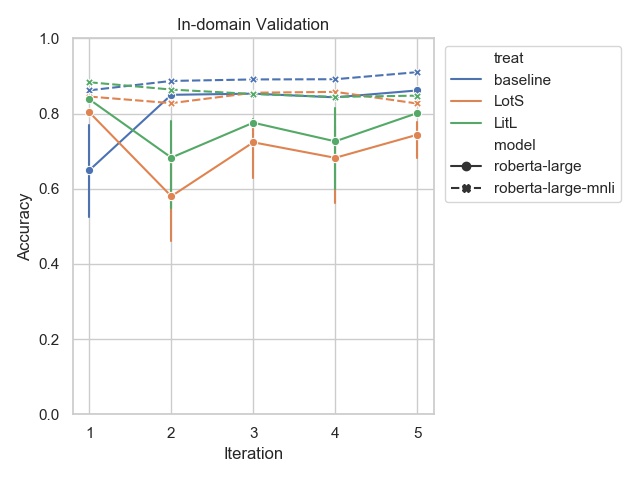 In-domain Validation
1.0
0.8
0.6
0.4
0.2
0.0
Accuracy
1 2 3 4 5
Iteration
treat
baseline
LotS
LitL
model
roberta-large
roberta-large-mnli